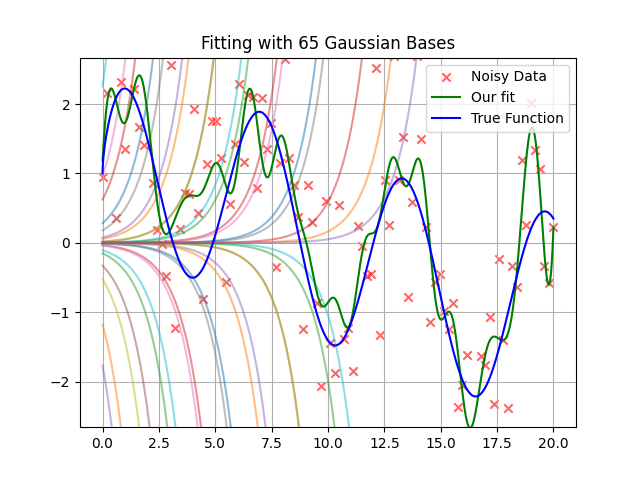 Fitting with 65 Gaussian Bases
Noisy Data
Our fit
True Function
2
1
0
−1
−2
0.0 2.5 5.0 7.5 10.0 12.5 15.0 17.5 20.0